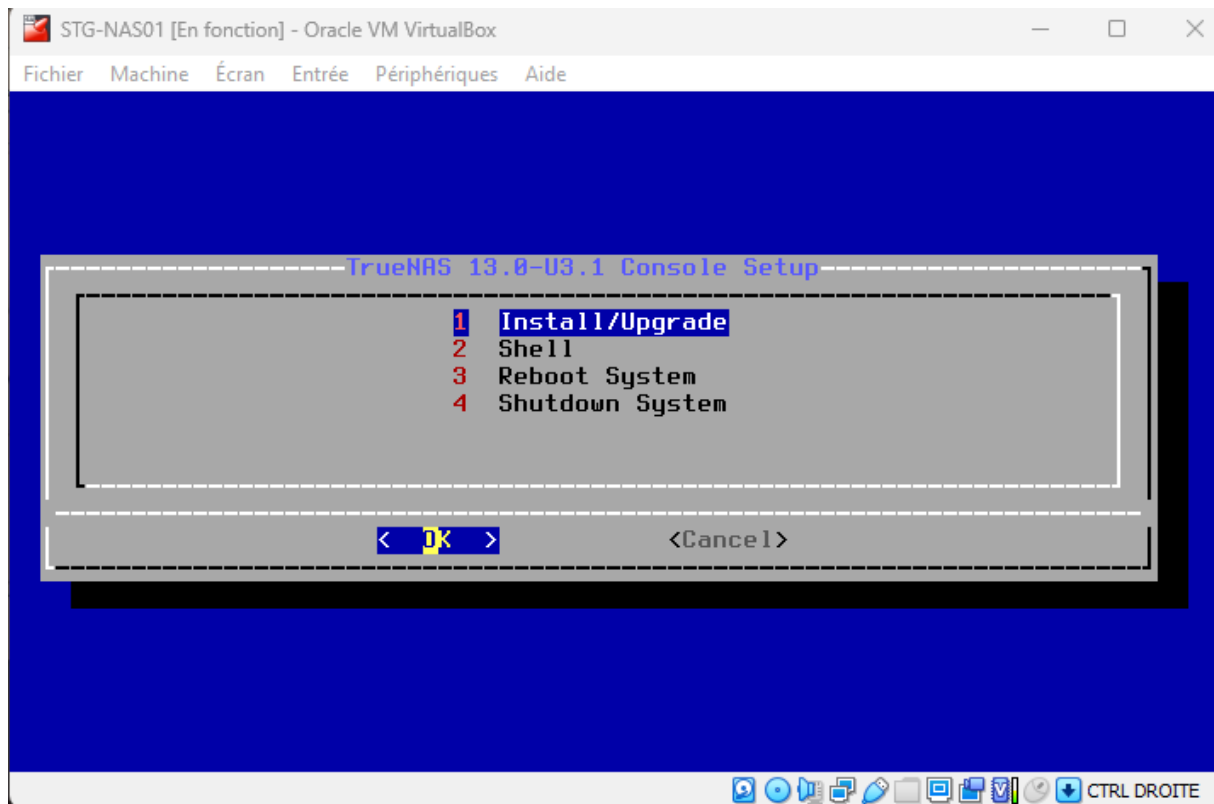 STG-NAS01 [En fonction] - Oracle VM VirtualBox
Fichier Machine Écran Entrée Périphériques Aide
TrueNAS 13.0-U3.1 Console Setup
1 Install/Upgrade
2 Shell
3 Reboot System
4 Shutdown System
< OK > <Cancel>
CTRL DROITE